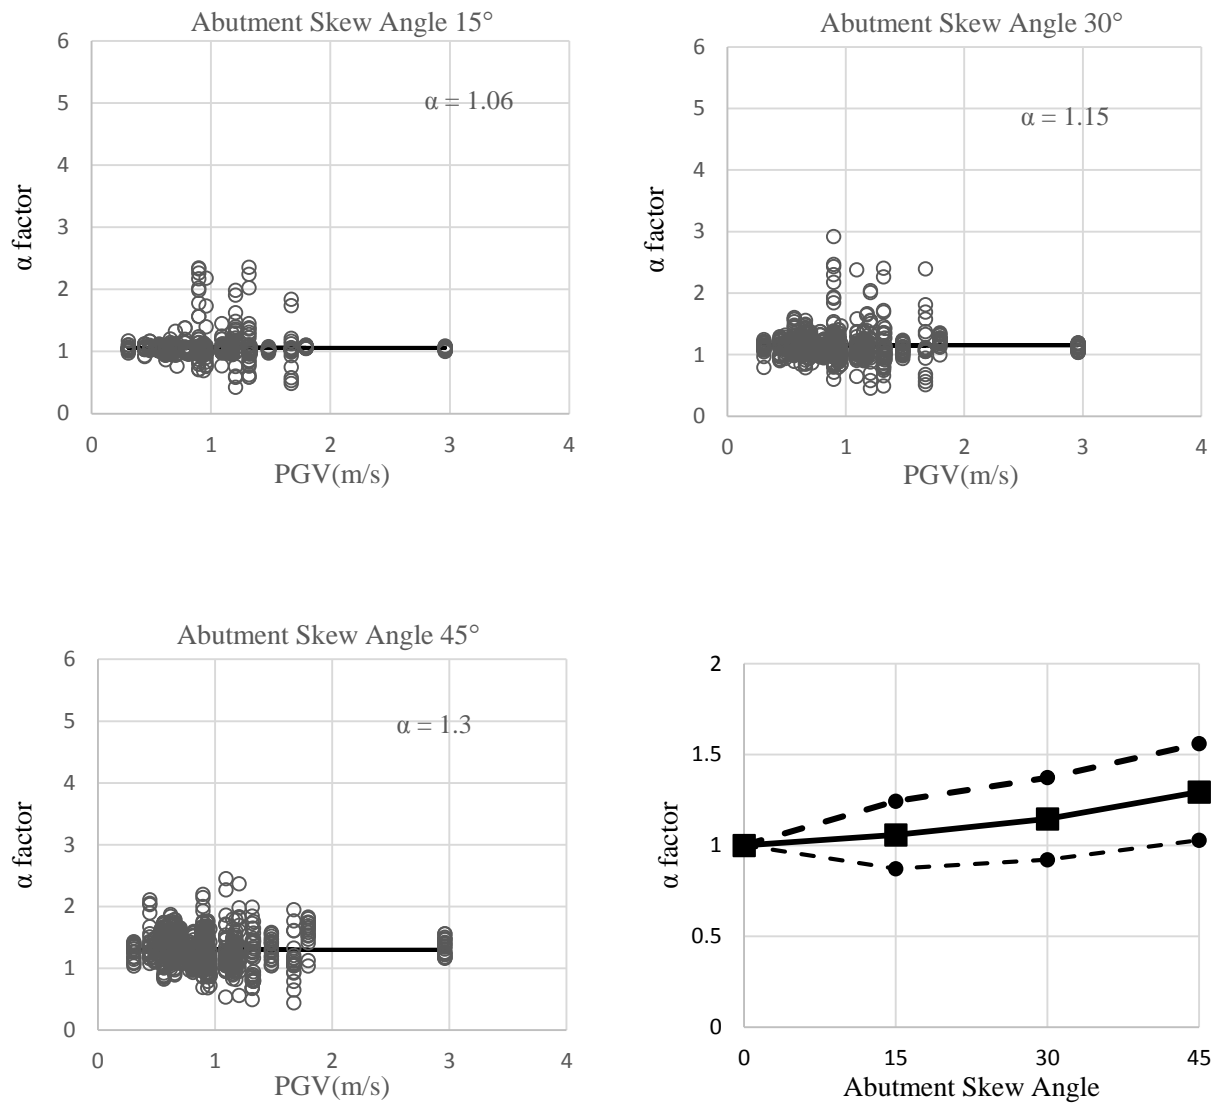 Abutment Skew Angle 15°
6
5
4
3
2
1
0
α = 1.06
α factor
0 1 2 3 4
PGV(m/s)
Abutment Skew Angle 30°
6
5
4
3
2
1
0
α = 1.15
α factor
0 1 2 3 4
PGV(m/s)
Abutment Skew Angle 45°
6
5
4
3
2
1
0
α = 1.3
α factor
0 1 2 3 4
PGV(m/s)
2
1.5
1
0.5
0
α factor
0 15 30 45
Abutment Skew Angle